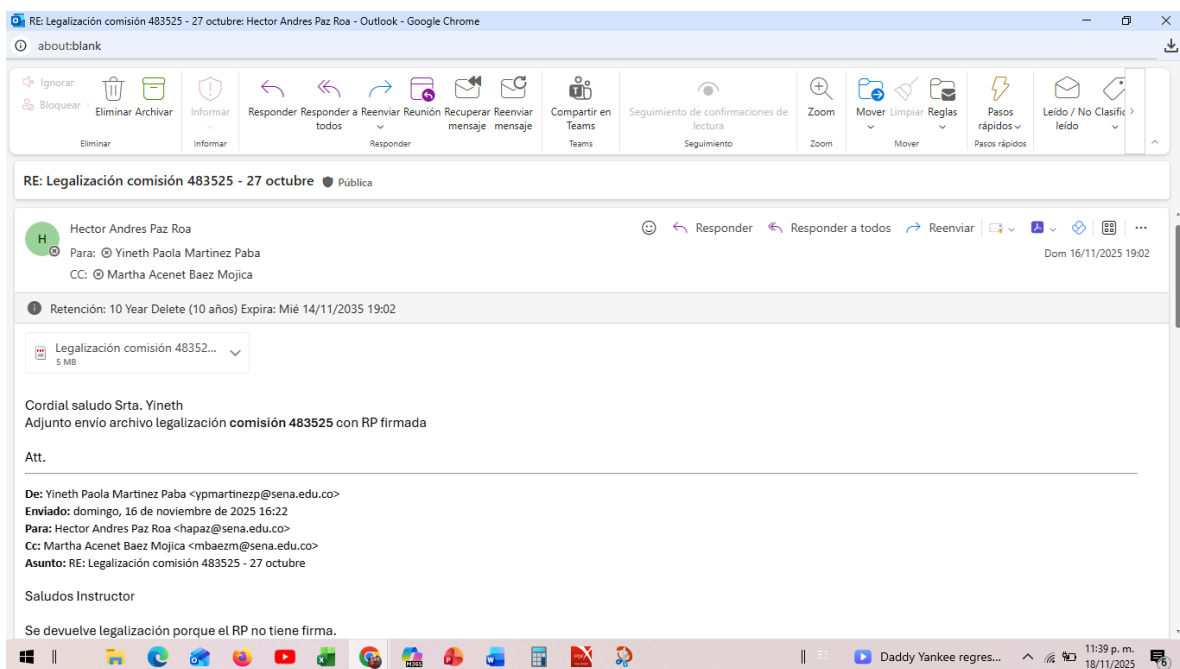 RE: Legalización comisión 483525 - 27 octubre: Hector Andres Paz Roa - Outlook - Google Chrome
about:blank
Ignorar
Bloquear
Eliminar Archivar
Informar
Responder Responder a todos Reenviar Reunión Recuperar mensaje Reenviar mensaje
Compartir en Teams
Seguimiento de confirmaciones de lectura
Zoom
Mover Limpiar Reglas
Pasos rápidos
Leído / No leído
Eliminar
Informar
Responder
Teams
Seguimiento
Zoom
Mover
Pasos rápidos
RE: Legalización comisión 483525 - 27 octubre Pública
H
Hector Andres Paz Roa
Responder Responder a todos Reenviar
Para: Yineth Paola Martinez Paba
Dom 16/11/2025 19:02
CC: Martha Acenet Baez Mojica
Retención: 10 Year Delete (10 años) Expira: Mié 14/11/2035 19:02
Legalización comisión 48352...
5 MB
Cordial saludo Srta. Yineth
Adjunto envío archivo legalización comisión 483525 con RP firmada
Att.
De: Yineth Paola Martinez Paba <ypmartinezp@sena.edu.co>
Enviado: domingo, 16 de noviembre de 2025 16:22
Para: Hector Andres Paz Roa <hapaz@sena.edu.co>
Cc: Martha Acenet Baez Mojica <mbaezm@sena.edu.co>
Asunto: RE: Legalización comisión 483525 - 27 octubre
Saludos Instructor
Se devuelve legalización porque el RP no tiene firma.
ES
Daddy Yankee regres...
11:39 p. m.
18/11/2025